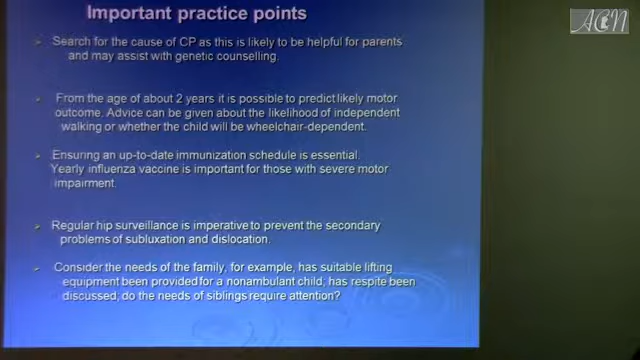 Important practice points
ACN
Search for the cause of CP as this is likely to be helpful for parents
and may assist with genetic counselling.
From the age of about 2 years it is possible to predict likely motor
outcome. Advice can be given about the likelihood of independent
walking or whether the child will be wheelchair-dependent.
Ensuring an up-to-date immunization schedule is essential.
Yearly influenza vaccine is important for those with severe motor
impairment.
Regular hip surveillance is imperative to prevent the secondary
problems of subluxation and dislocation.
Consider the needs of the family, for example, has suitable lifting
equipment been provided for a nonambulant child; has respite been
discussed; do the needs of siblings require attention?